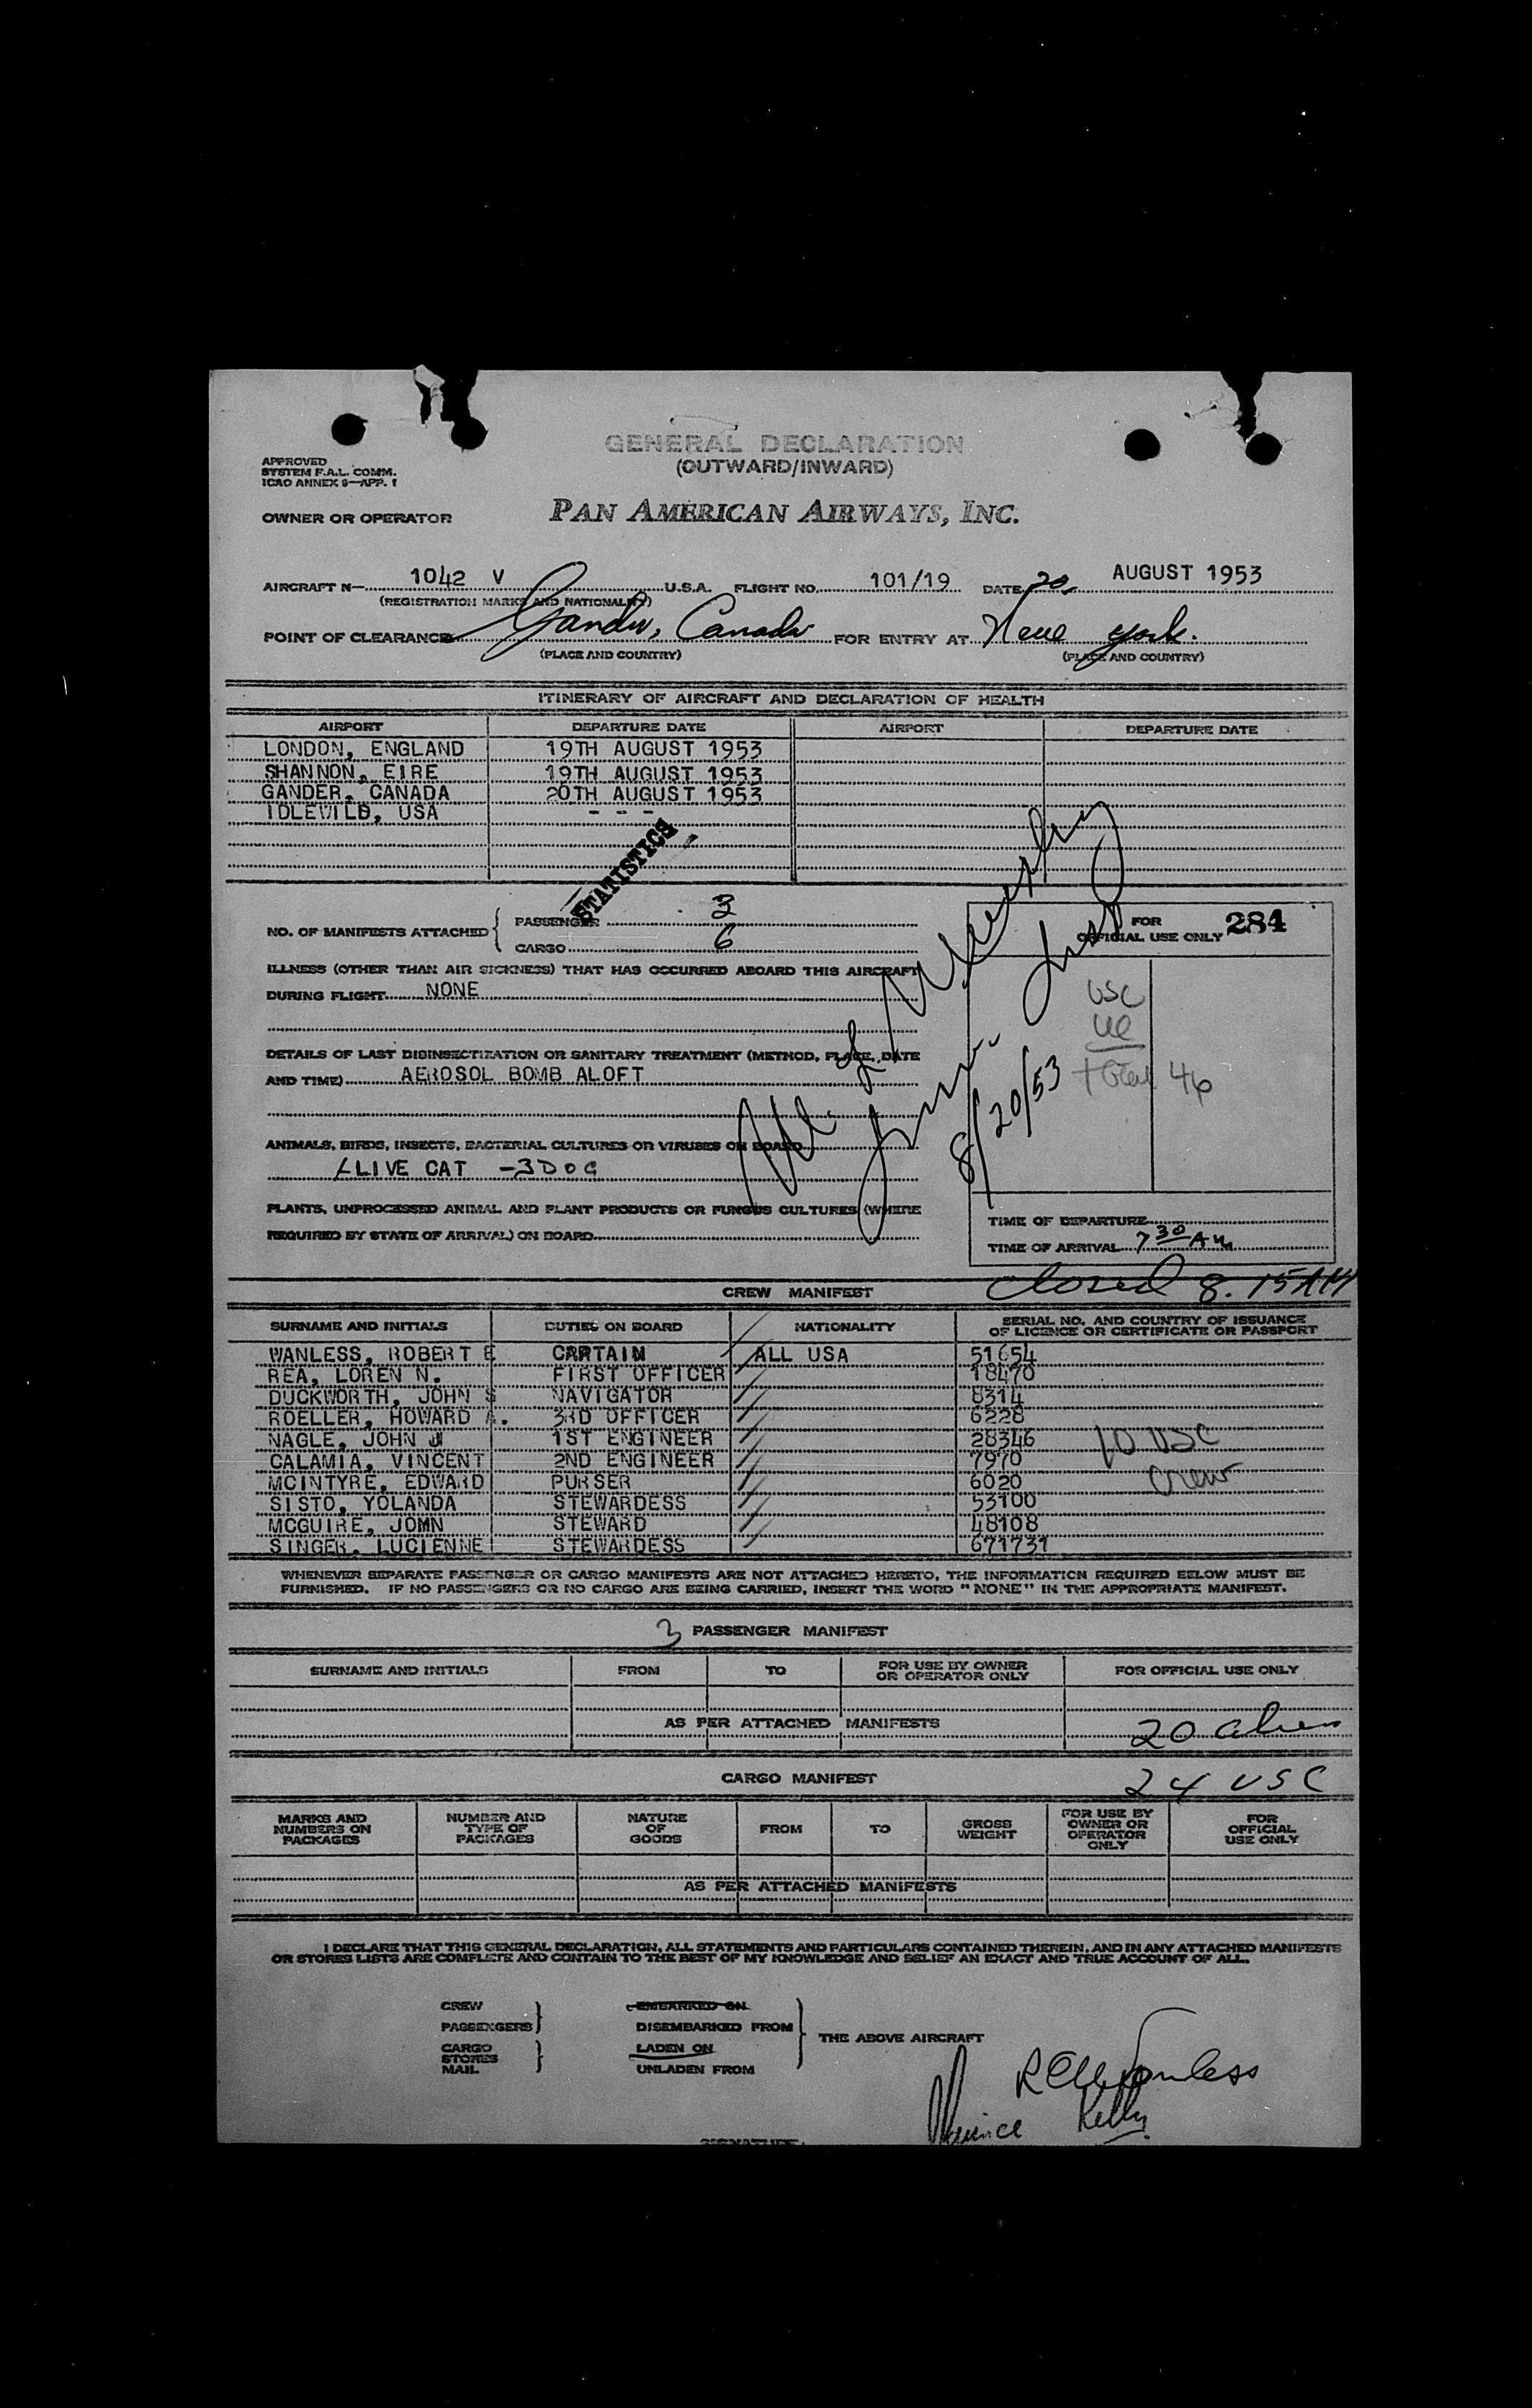 GENERAL DECLARATION
(OUTWARD/INWARD)
APPROVED
SYSTEM F.A.L. COMM.
ICAO ANNEX 9—APP. 1
OWNER OR OPERATOR PAN AMERICAN AIRWAYS, INC.
AIRCRAFT N— 1042 V U.S.A. FLIGHT NO. 101/19 DATE 20 AUGUST 1953
(REGISTRATION MARKS AND NATIONALITY)
POINT OF CLEARANCE Gander, Canada FOR ENTRY AT New York.
(PLACE AND COUNTRY) (PLACE AND COUNTRY)
ITINERARY OF AIRCRAFT AND DECLARATION OF HEALTH
AIRPORT DEPARTURE DATE AIRPORT DEPARTURE DATE
LONDON, ENGLAND 19TH AUGUST 1953
SHANNON, EIRE 19TH AUGUST 1953
GANDER, CANADA 20TH AUGUST 1953
IDLEWILD, USA - - -
STATISTICS
NO. OF MANIFESTS ATTACHED { PASSENGER 3
CARGO 6
FOR
OFFICIAL USE ONLY 284
ILLNESS (OTHER THAN AIR SICKNESS) THAT HAS OCCURRED ABOARD THIS AIRCRAFT
DURING FLIGHT NONE
USC
DETAILS OF LAST DISINSECTIZATION OR SANITARY TREATMENT (METHOD, PLACE, DATE
AND TIME) AEROSOL BOMB ALOFT
Total 46
8/20/53
ANIMALS, BIRDS, INSECTS, BACTERIAL CULTURES OR VIRUSES ON BOARD
1 LIVE CAT -3 DOG
PLANTS, UNPROCESSED ANIMAL AND PLANT PRODUCTS OR FUNGUS CULTURES (WHERE
REQUIRED BY STATE OF ARRIVAL) ON BOARD
TIME OF DEPARTURE
TIME OF ARRIVAL 7 30 AM
Closed 8.15 AM
CREW MANIFEST
SURNAME AND INITIALS DUTIES ON BOARD NATIONALITY SERIAL NO. AND COUNTRY OF ISSUANCE
OF LICENCE OR CERTIFICATE OR PASSPORT
WANLESS, ROBERT E CAPTAIN ALL USA 51654
REA, LOREN N. FIRST OFFICER 18470
DUCKWORTH, JOHN S NAVIGATOR 8314
ROELLER, HOWARD A. 3RD OFFICER 6228
NAGLE, JOHN J 1ST ENGINEER 28346 10 USC
CALAMIA, VINCENT 2ND ENGINEER 7970
MCINTYRE, EDWARD PURSER 6020 Crew
SISTO, YOLANDA STEWARDESS 53100
MCGUIRE, JOMN STEWARD 48108
SINGER, LUCIENNE STEWARDESS 671731
WHENEVER SEPARATE PASSENGER OR CARGO MANIFESTS ARE NOT ATTACHED HERETO, THE INFORMATION REQUIRED BELOW MUST BE
FURNISHED. IF NO PASSENGERS OR NO CARGO ARE BEING CARRIED, INSERT THE WORD "NONE" IN THE APPROPRIATE MANIFEST.
3 PASSENGER MANIFEST
SURNAME AND INITIALS FROM TO FOR USE BY OWNER
OR OPERATOR ONLY FOR OFFICIAL USE ONLY
AS PER ATTACHED MANIFESTS
20 alien
CARGO MANIFEST 24 USC
MARKS AND
NUMBERS ON
PACKAGES
NUMBER AND
TYPE OF
PACKAGES
NATURE
OF
GOODS
FROM
TO
GROSS
WEIGHT
FOR USE BY
OWNER OR
OPERATOR
ONLY
FOR
OFFICIAL
USE ONLY
AS PER ATTACHED MANIFESTS
I DECLARE THAT THIS GENERAL DECLARATION, ALL STATEMENTS AND PARTICULARS CONTAINED THEREIN, AND IN ANY ATTACHED MANIFESTS
OR STORES LISTS ARE COMPLETE AND CONTAIN TO THE BEST OF MY KNOWLEDGE AND BELIEF AN EXACT AND TRUE ACCOUNT OF ALL.
CREW
PASSENGERS }
CARGO
STORES
MAIL }
EMBARKED ON
DISEMBARKED FROM
LADEN ON
UNLADEN FROM
} THE ABOVE AIRCRAFT
R E Wanless
Kelly
SIGNATURE